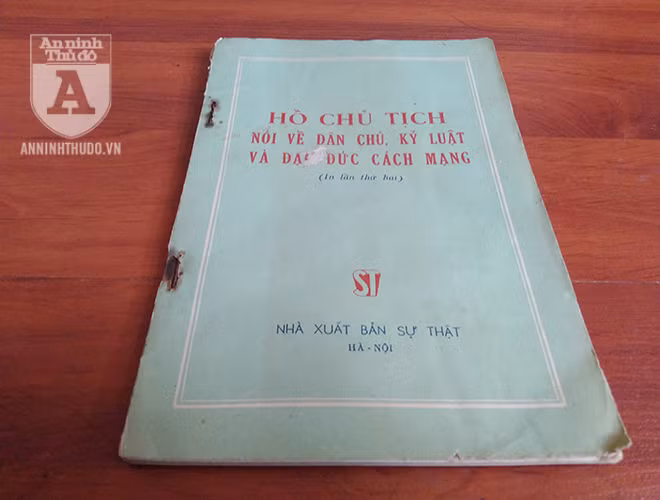 An ninh
Thủ đô
A
ANNINHTHUDO.VN
HỒ CHỦ TỊCH
NÓI VỀ DÂN CHỦ, KỶ LUẬT
VÀ ĐẠO ĐỨC CÁCH MẠNG
(In lần thứ hai)
ST
NHÀ XUẤT BẢN SỰ THẬT
HÀ - NỘI